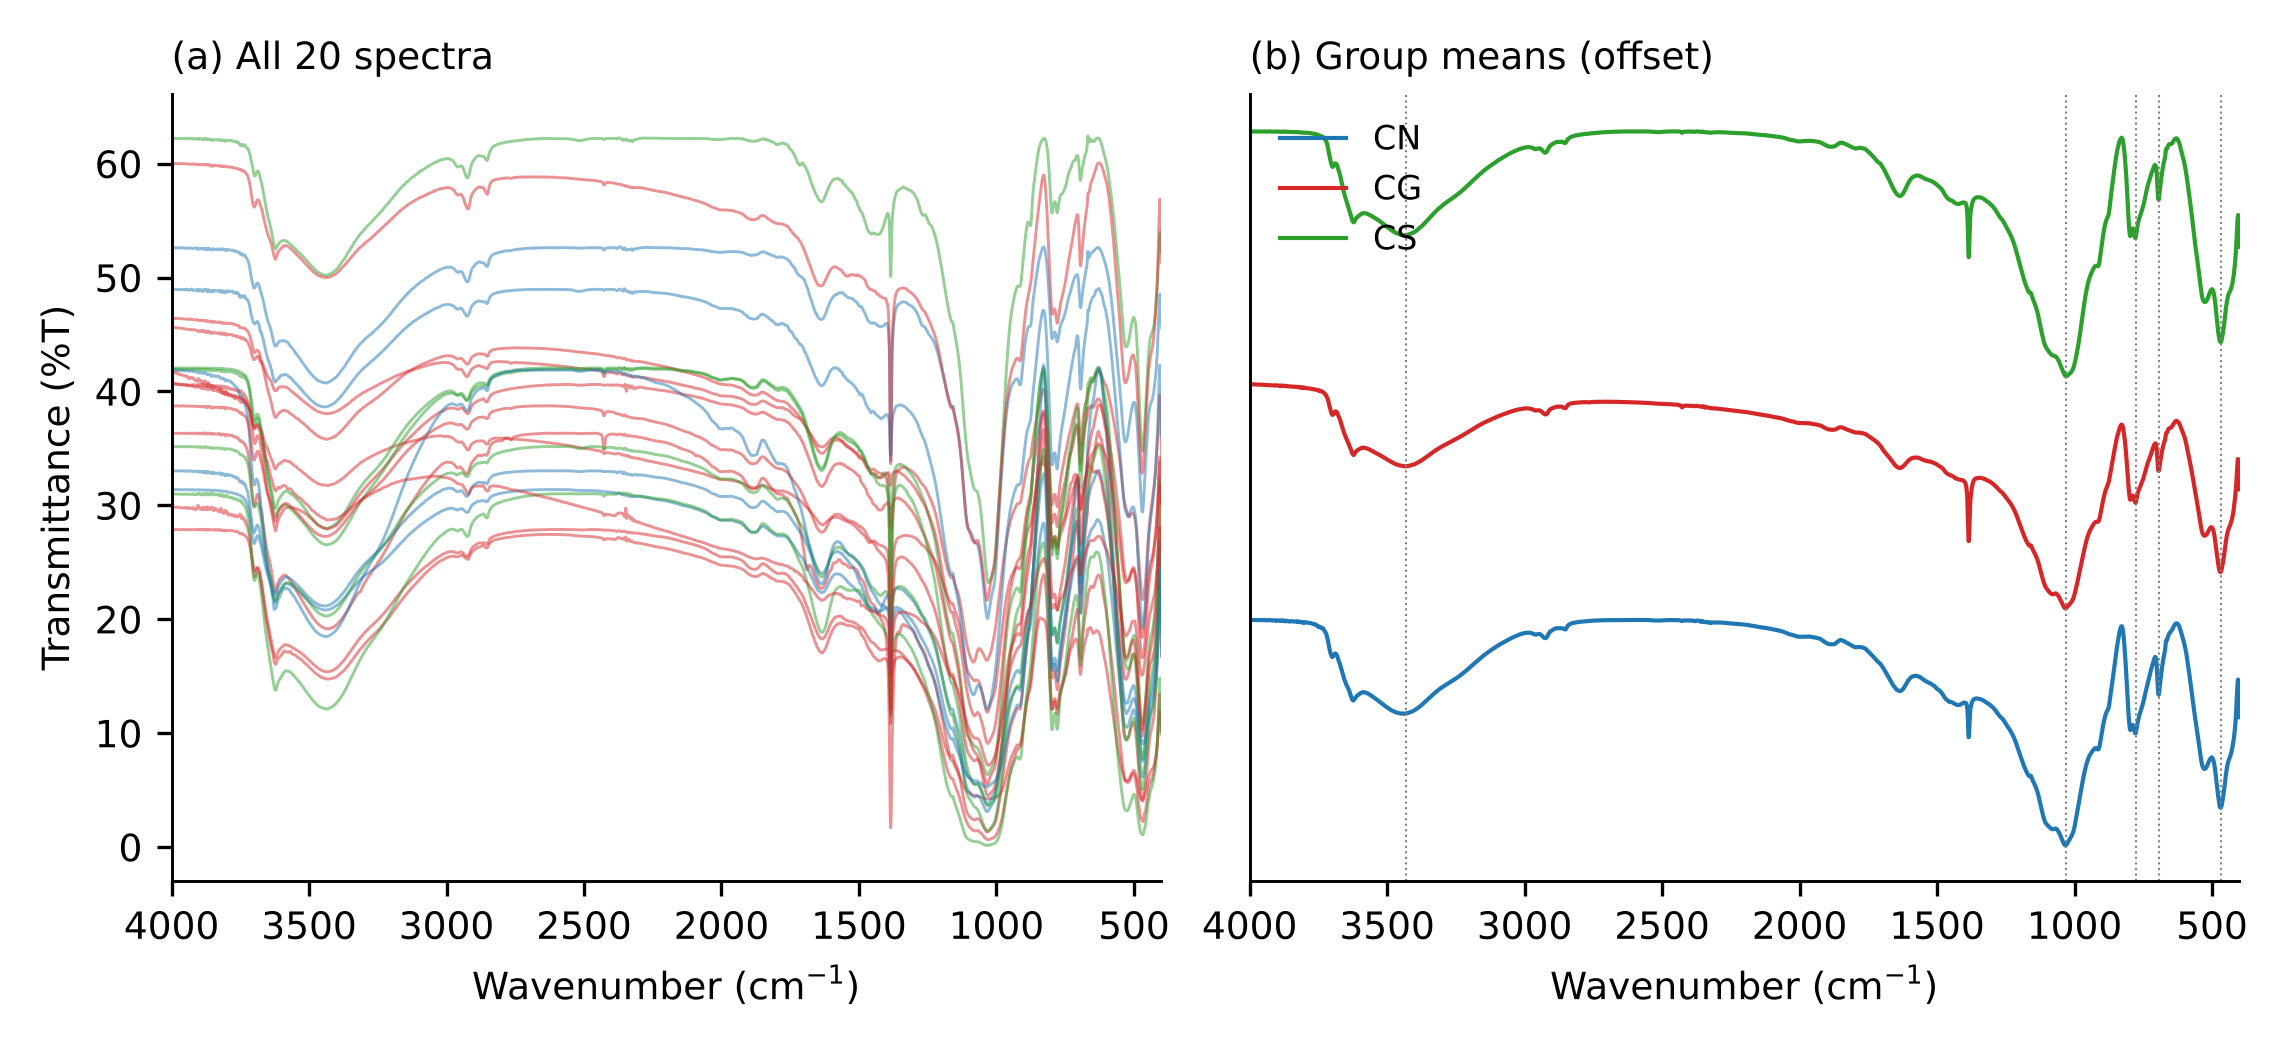 (a) All 20 spectra
Transmittance (%T)
60
50
40
30
20
10
0
4000 3500 3000 2500 2000 1500 1000 500
Wavenumber (cm⁻¹)
(b) Group means (offset)
CN
CG
CS
4000 3500 3000 2500 2000 1500 1000 500
Wavenumber (cm⁻¹)